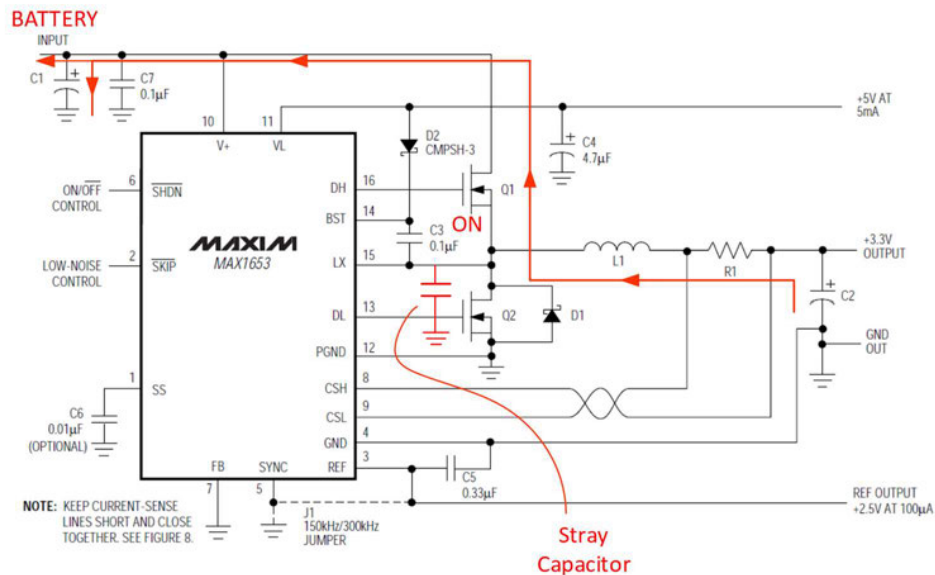 BATTERY
INPUT
C1
+
C7
0.1µF
10
V+
11
VL
+5V AT
5mA
D2
CMPSH-3
+
C4
4.7µF
ON/OFF
CONTROL
6
SHDN
DH
16
Q1
ON
BST
14
C3
0.1µF
MAXIM
MAX1653
LOW-NOISE
CONTROL
2
SKIP
LX
15
L1
R1
+3.3V
OUTPUT
+
C2
DL
13
Q2
D1
GND
OUT
PGND
12
1
SS
CSH
8
C6
0.01µF
(OPTIONAL)
CSL
9
GND
4
REF
3
FB
SYNC
C5
0.33µF
7
5
NOTE: KEEP CURRENT-SENSE
LINES SHORT AND CLOSE
TOGETHER. SEE FIGURE 8.
J1
150kHz/300kHz
JUMPER
REF OUTPUT
+2.5V AT 100µA
Stray
Capacitor